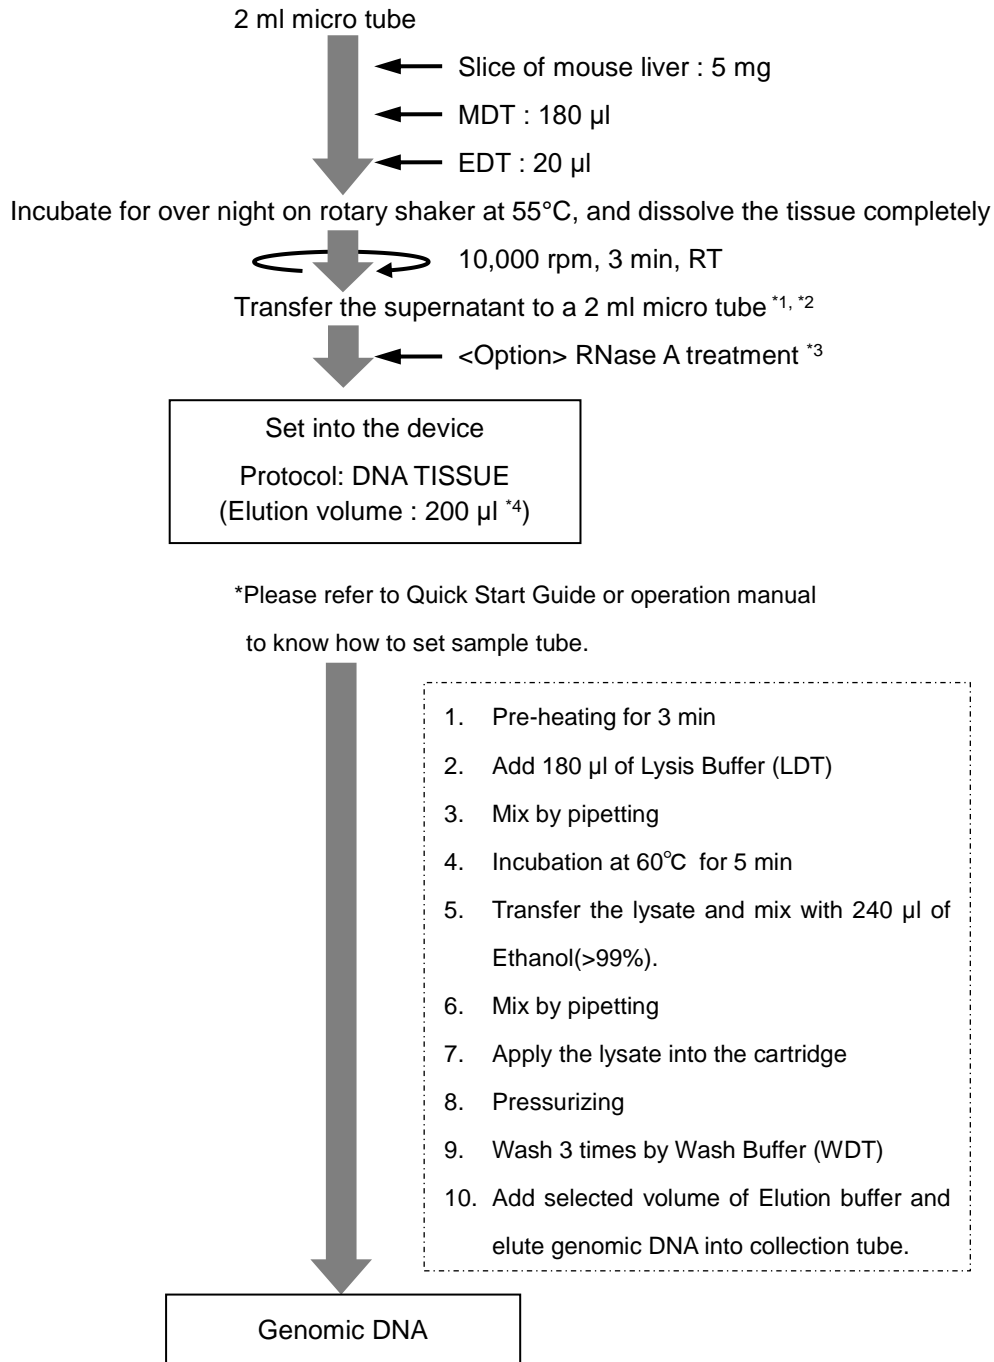 2 ml micro tube
Slice of mouse liver : 5 mg
MDT : 180 µl
EDT : 20 µl
Incubate for over night on rotary shaker at 55°C, and dissolve the tissue completely
10,000 rpm, 3 min, RT
Transfer the supernatant to a 2 ml micro tube *1, *2
<Option> RNase A treatment *3
Set into the device
Protocol: DNA TISSUE
(Elution volume : 200 µl *4)
*Please refer to Quick Start Guide or operation manual
to know how to set sample tube.
1. Pre-heating for 3 min
2. Add 180 µl of Lysis Buffer (LDT)
3. Mix by pipetting
4. Incubation at 60℃ for 5 min
5. Transfer the lysate and mix with 240 µl of
Ethanol(>99%).
6. Mix by pipetting
7. Apply the lysate into the cartridge
8. Pressurizing
9. Wash 3 times by Wash Buffer (WDT)
10. Add selected volume of Elution buffer and
elute genomic DNA into collection tube.
Genomic DNA